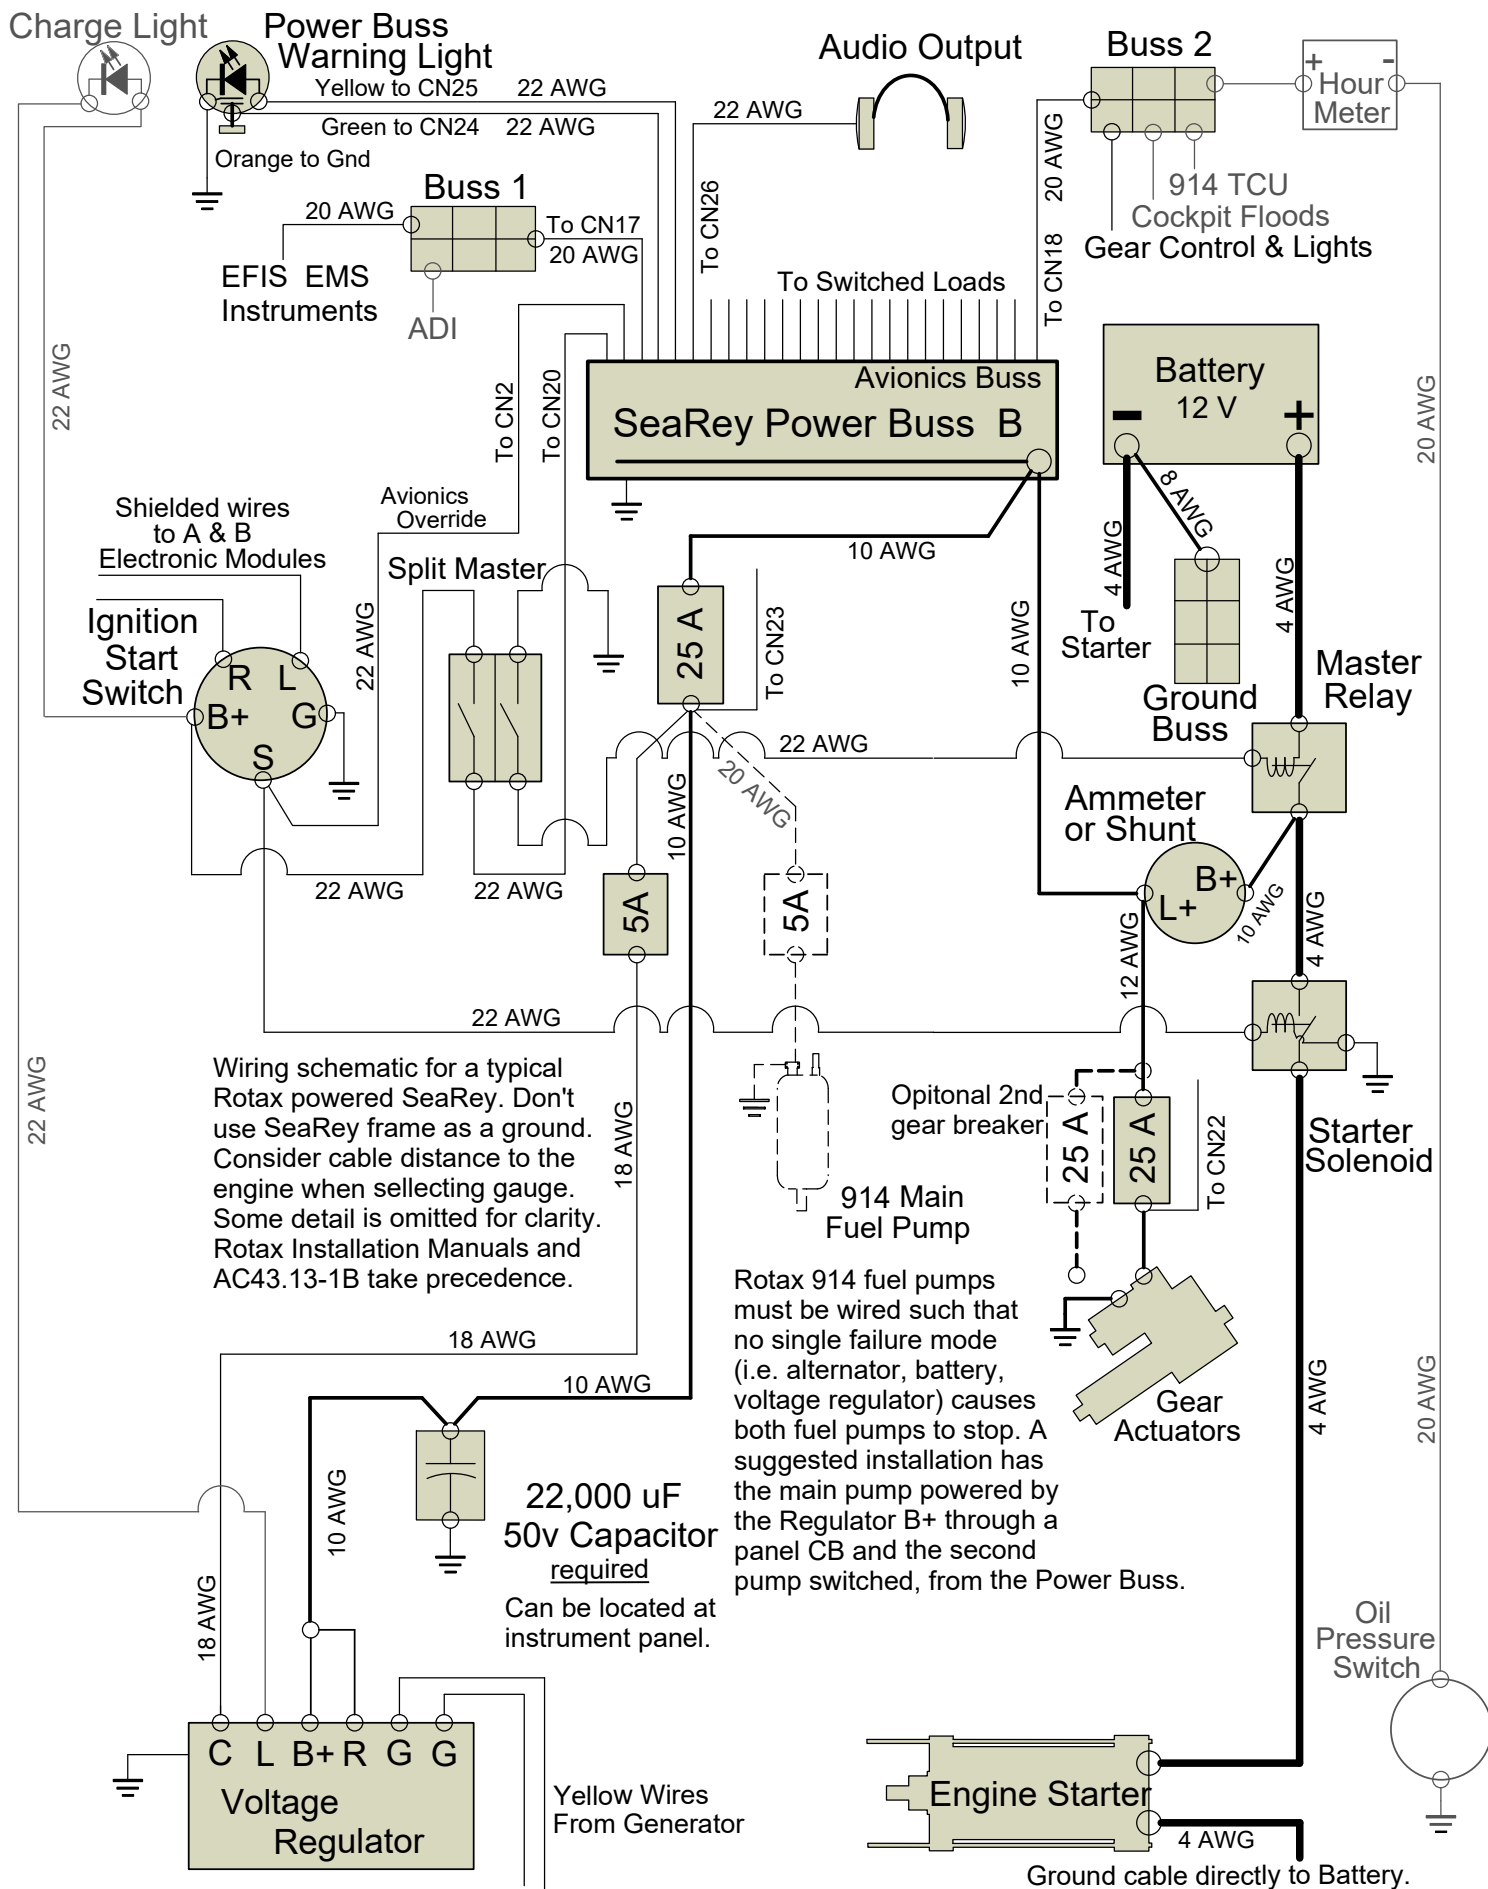 Charge Light
Power Buss
Warning Light
Yellow to CN25
22 AWG
Green to CN24
22 AWG
Orange to Gnd
Audio Output
22 AWG
Buss 2
+
-
Hour
Meter
20 AWG
To CN18
914 TCU
Cockpit Floods
Gear Control & Lights
Buss 1
20 AWG
To CN17
20 AWG
EFIS EMS
Instruments
ADI
To CN26
To Switched Loads
22 AWG
To CN2
To CN20
Avionics Buss
SeaRey Power Buss B
Battery
12 V
-
+
20 AWG
Shielded wires
to A & B
Electronic Modules
Avionics
Override
Split Master
10 AWG
8 AWG
4 AWG
To
Starter
4 AWG
Ignition
Start
Switch
R
L
B+
G
S
22 AWG
25 A
To CN23
10 AWG
Ground
Buss
Master
Relay
22 AWG
10 AWG
20 AWG
Ammeter
or Shunt
B+
L+
10 AWG
22 AWG
22 AWG
5A
5A
12 AWG
4 AWG
22 AWG
22 AWG
Wiring schematic for a typical
Rotax powered SeaRey. Don't
use SeaRey frame as a ground.
Consider cable distance to the
engine when sellecting gauge.
Some detail is omitted for clarity.
Rotax Installation Manuals and
AC43.13-1B take precedence.
18 AWG
914 Main
Fuel Pump
Opitonal 2nd
gear breaker
25 A
25 A
To CN22
Starter
Solenoid
Rotax 914 fuel pumps
must be wired such that
no single failure mode
(i.e. alternator, battery,
voltage regulator) causes
both fuel pumps to stop. A
suggested installation has
the main pump powered by
the Regulator B+ through a
panel CB and the second
pump switched, from the Power Buss.
Gear
Actuators
18 AWG
10 AWG
4 AWG
20 AWG
10 AWG
22,000 uF
50v Capacitor
required
Can be located at
instrument panel.
18 AWG
Oil
Pressure
Switch
C L B+ R G G
Voltage
Regulator
Yellow Wires
From Generator
Engine Starter
4 AWG
Ground cable directly to Battery.